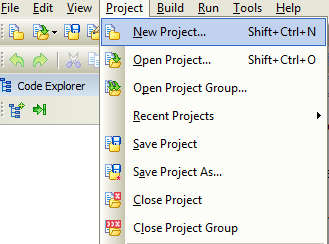 File Edit View Project Build Run Tools Help
New Project... Shift+Ctrl+N
Open Project... Shift+Ctrl+O
Code Explorer
Open Project Group...
Recent Projects
Save Project
Save Project As...
Close Project
Close Project Group